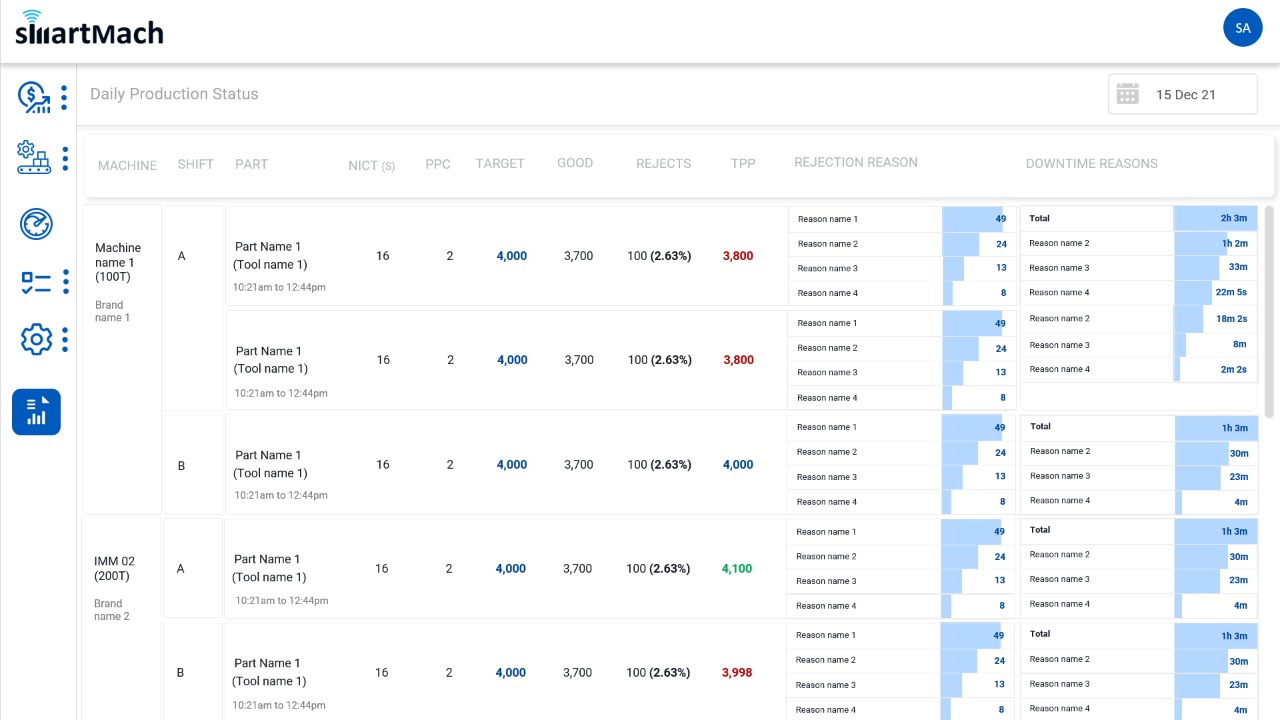 smartMach
SA
Daily Production Status
15 Dec 21
MACHINE SHIFT PART NICT (S) PPC TARGET GOOD REJECTS TPP REJECTION REASON DOWNTIME REASONS
Machine
name 1
(100T)
Brand
name 1
A
Part Name 1
(Tool name 1)
10:21am to 12:44pm
16 2 4,000 3,700 100 (2.63%) 3,800
Reason name 1 49
Reason name 2 24
Reason name 3 13
Reason name 4 8
Total 2h 3m
Reason name 2 1h 2m
Reason name 3 33m
Reason name 4 22m 5s
Reason name 2 18m 2s
Reason name 3 8m
Reason name 4 2m 2s
Part Name 1
(Tool name 1)
10:21am to 12:44pm
16 2 4,000 3,700 100 (2.63%) 3,800
Reason name 1 49
Reason name 2 24
Reason name 3 13
Reason name 4 8
B
Part Name 1
(Tool name 1)
10:21am to 12:44pm
16 2 4,000 3,700 100 (2.63%) 4,000
Reason name 1 49
Reason name 2 24
Reason name 3 13
Reason name 4 8
Total 1h 3m
Reason name 2 30m
Reason name 3 23m
Reason name 4 4m
IMM 02
(200T)
Brand
name 2
A
Part Name 1
(Tool name 1)
10:21am to 12:44pm
16 2 4,000 3,700 100 (2.63%) 4,100
Reason name 1 49
Reason name 2 24
Reason name 3 13
Reason name 4 8
Total 1h 3m
Reason name 2 30m
Reason name 3 23m
Reason name 4 4m
B
Part Name 1
(Tool name 1)
10:21am to 12:44pm
16 2 4,000 3,700 100 (2.63%) 3,998
Reason name 1 49
Reason name 2 24
Reason name 3 13
Reason name 4 8
Total 1h 3m
Reason name 2 30m
Reason name 3 23m
Reason name 4 4m